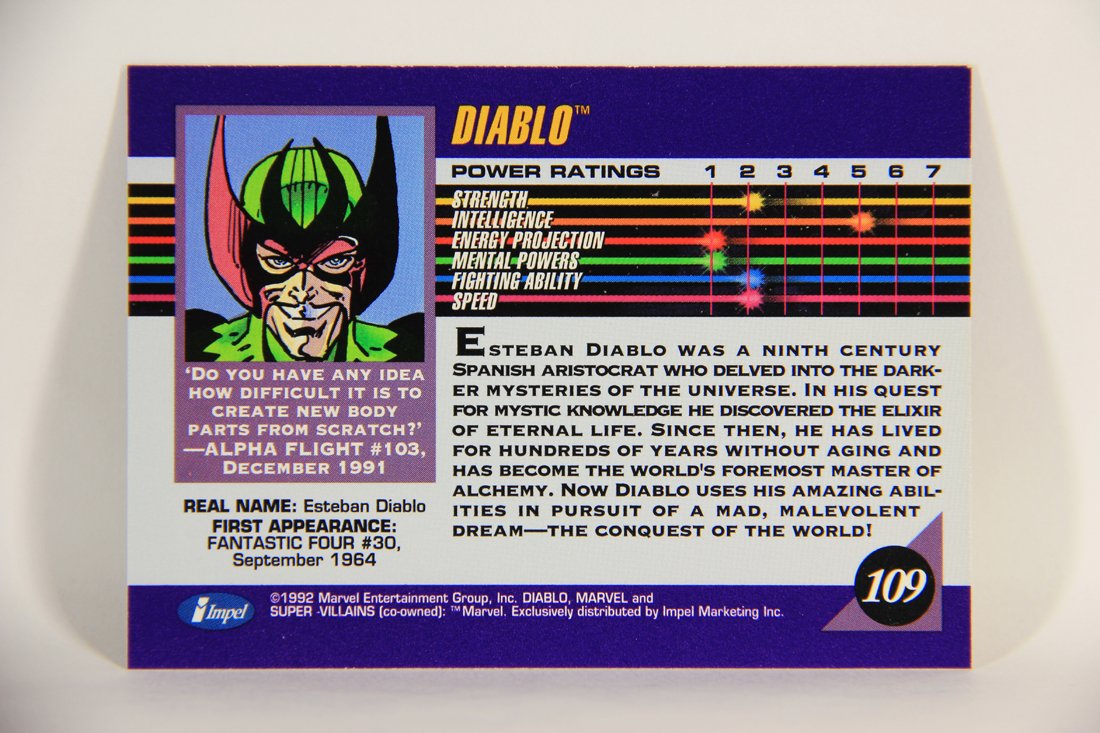 DIABLO™
POWER RATINGS 1 2 3 4 5 6 7
STRENGTH
INTELLIGENCE
ENERGY PROJECTION
MENTAL POWERS
FIGHTING ABILITY
SPEED
‘DO YOU HAVE ANY IDEA
HOW DIFFICULT IT IS TO
CREATE NEW BODY
PARTS FROM SCRATCH?’
—ALPHA FLIGHT #103,
DECEMBER 1991
REAL NAME: Esteban Diablo
FIRST APPEARANCE:
FANTASTIC FOUR #30,
September 1964
ESTEBAN DIABLO WAS A NINTH CENTURY
SPANISH ARISTOCRAT WHO DELVED INTO THE DARK-
ER MYSTERIES OF THE UNIVERSE. IN HIS QUEST
FOR MYSTIC KNOWLEDGE HE DISCOVERED THE ELIXIR
OF ETERNAL LIFE. SINCE THEN, HE HAS LIVED
FOR HUNDREDS OF YEARS WITHOUT AGING AND
HAS BECOME THE WORLD'S FOREMOST MASTER OF
ALCHEMY. NOW DIABLO USES HIS AMAZING ABIL-
ITIES IN PURSUIT OF A MAD, MALEVOLENT
DREAM—THE CONQUEST OF THE WORLD!
109
Impel
©1992 Marvel Entertainment Group, Inc. DIABLO, MARVEL and
SUPER -VILLAINS (co-owned): ™Marvel. Exclusively distributed by Impel Marketing Inc.